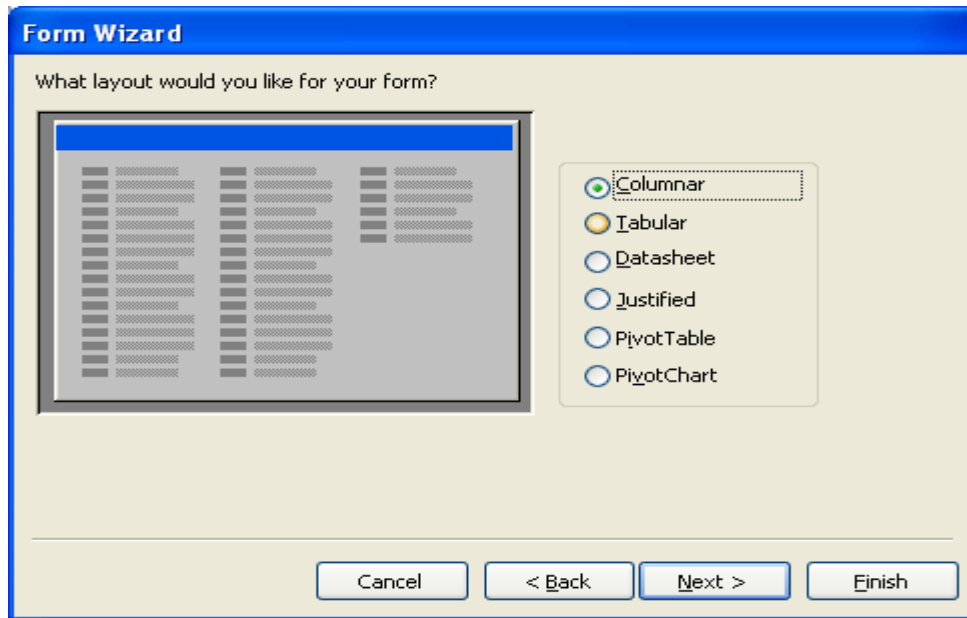 Form Wizard
What layout would you like for your form?
Columnar
Tabular
Datasheet
Justified
PivotTable
PivotChart
Cancel
< Back
Next >
Finish